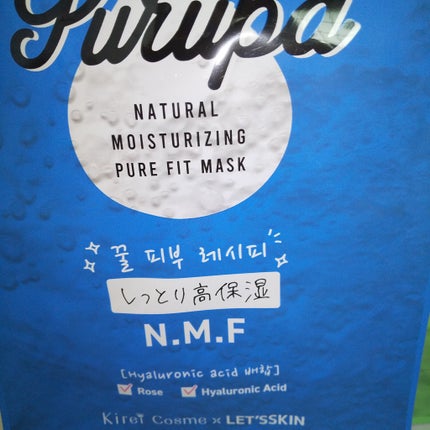 Purupa
NATURAL
MOISTURIZING
PURE FIT MASK
꿀 피부 레시피
しっとり高保湿
N.M.F
[Hyaluronic acid 배합]
Rose Hyaluronic Acid
Kirei Cosme x LET'SSKIN